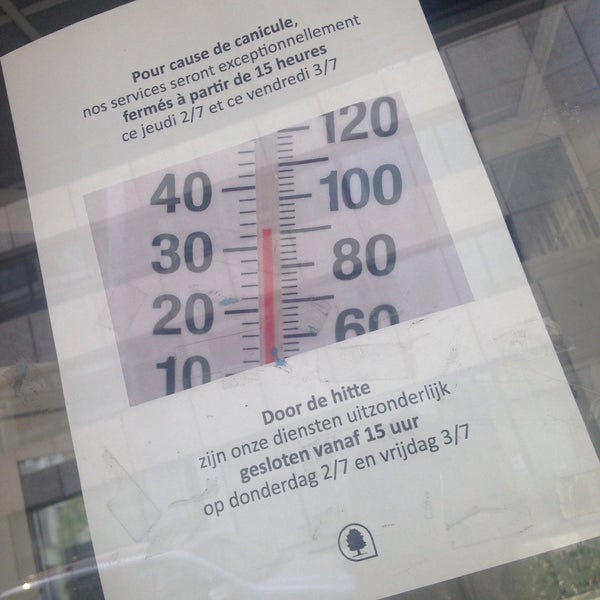 Pour cause de canicule,
nos services seront exceptionnellement
fermés à partir de 15 heures
ce jeudi 2/7 et ce vendredi 3/7
120
40 100
30 80
20 60
10
Door de hitte
zijn onze diensten uitzonderlijk
gesloten vanaf 15 uur
op donderdag 2/7 en vrijdag 3/7